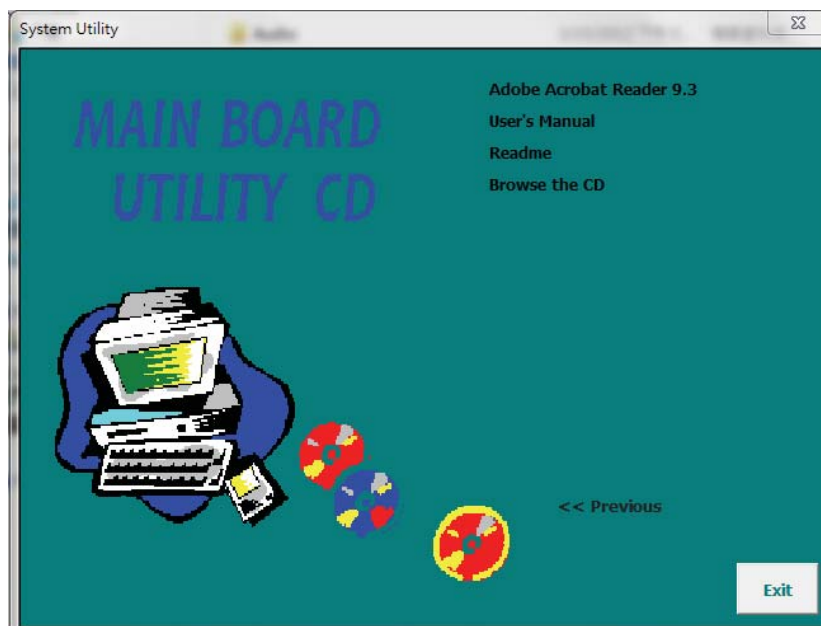 System Utility
MAIN BOARD
UTILITY CD
Adobe Acrobat Reader 9.3
User's Manual
Readme
Browse the CD
<< Previous
Exit